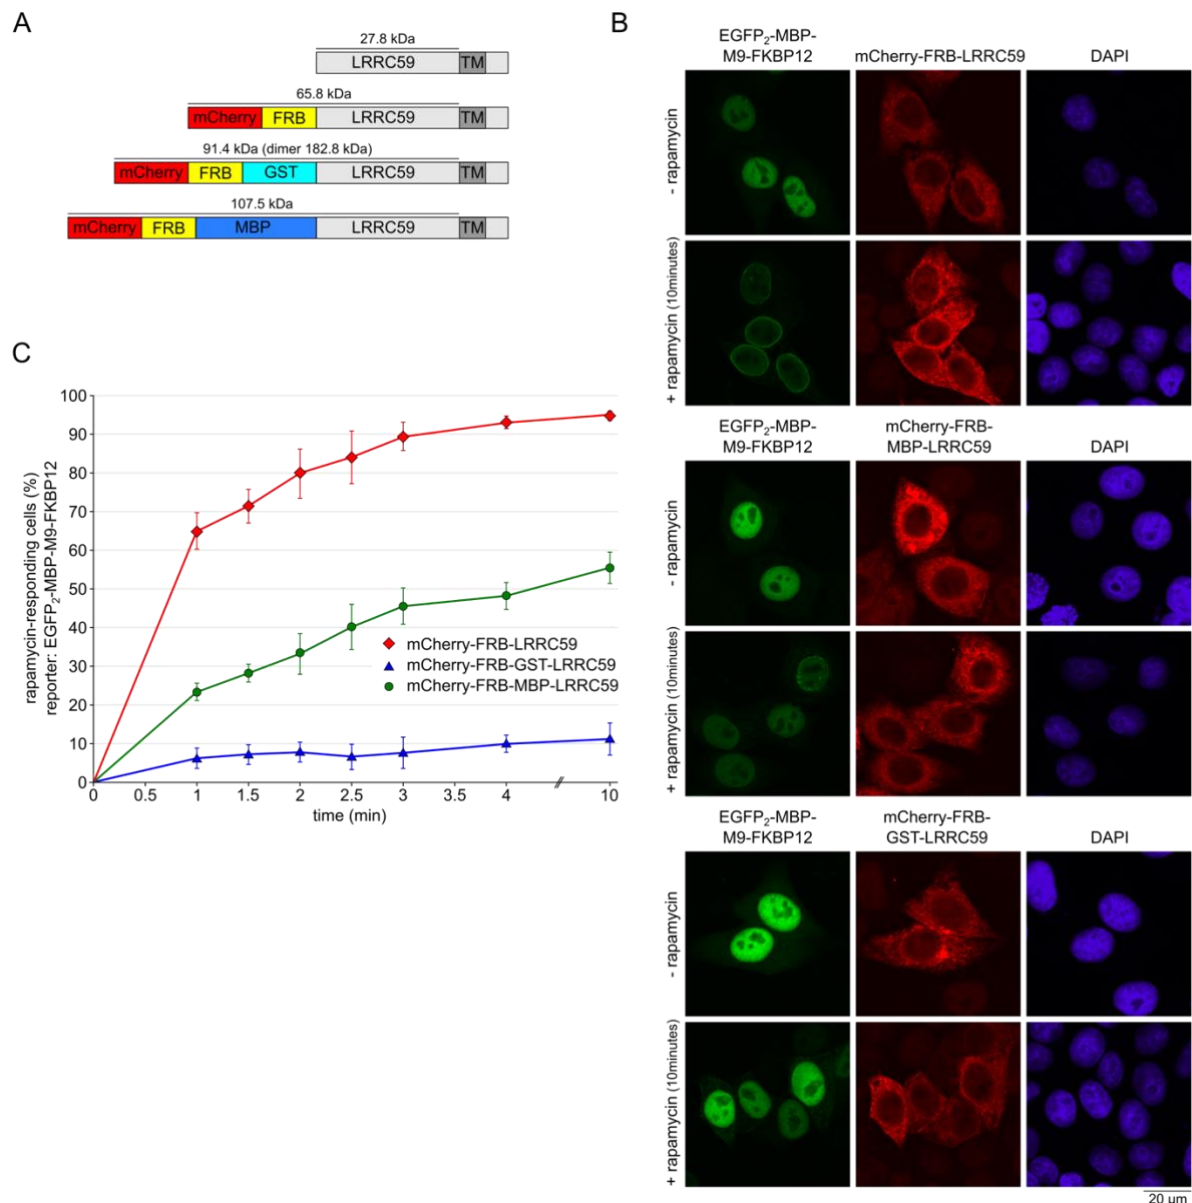 A
27.8 kDa
LRRC59 TM
65.8 kDa
mCherry FRB LRRC59 TM
91.4 kDa (dimer 182.8 kDa)
mCherry FRB GST LRRC59 TM
107.5 kDa
mCherry FRB MBP LRRC59 TM
B
EGFP2-MBP-
M9-FKBP12
mCherry-FRB-LRRC59
DAPI
- rapamycin
+ rapamycin (10minutes)
EGFP2-MBP-
M9-FKBP12
mCherry-FRB-
MBP-LRRC59
DAPI
- rapamycin
+ rapamycin (10minutes)
EGFP2-MBP-
M9-FKBP12
mCherry-FRB-
GST-LRRC59
DAPI
- rapamycin
+ rapamycin (10minutes)
20 µm
C
rapamycin-responding cells (%)
reporter: EGFP2-MBP-M9-FKBP12
100
90
80
70
60
50
40
30
20
10
0
mCherry-FRB-LRRC59
mCherry-FRB-GST-LRRC59
mCherry-FRB-MBP-LRRC59
0 0.5 1 1.5 2 2.5 3 3.5 4 // 10
time (min)